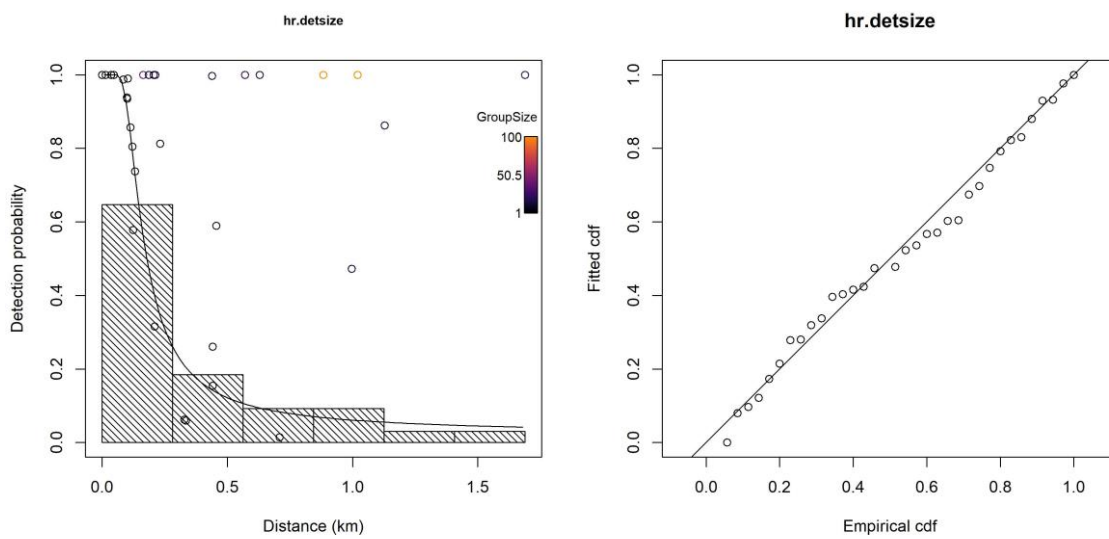 hr.detsize
Detection probability
1.0
0.8
0.6
0.4
0.2
0.0
GroupSize
100
50.5
1
0.0 0.5 1.0 1.5
Distance (km)
hr.detsize
Fitted cdf
1.0
0.8
0.6
0.4
0.2
0.0
0.0 0.2 0.4 0.6 0.8 1.0
Empirical cdf